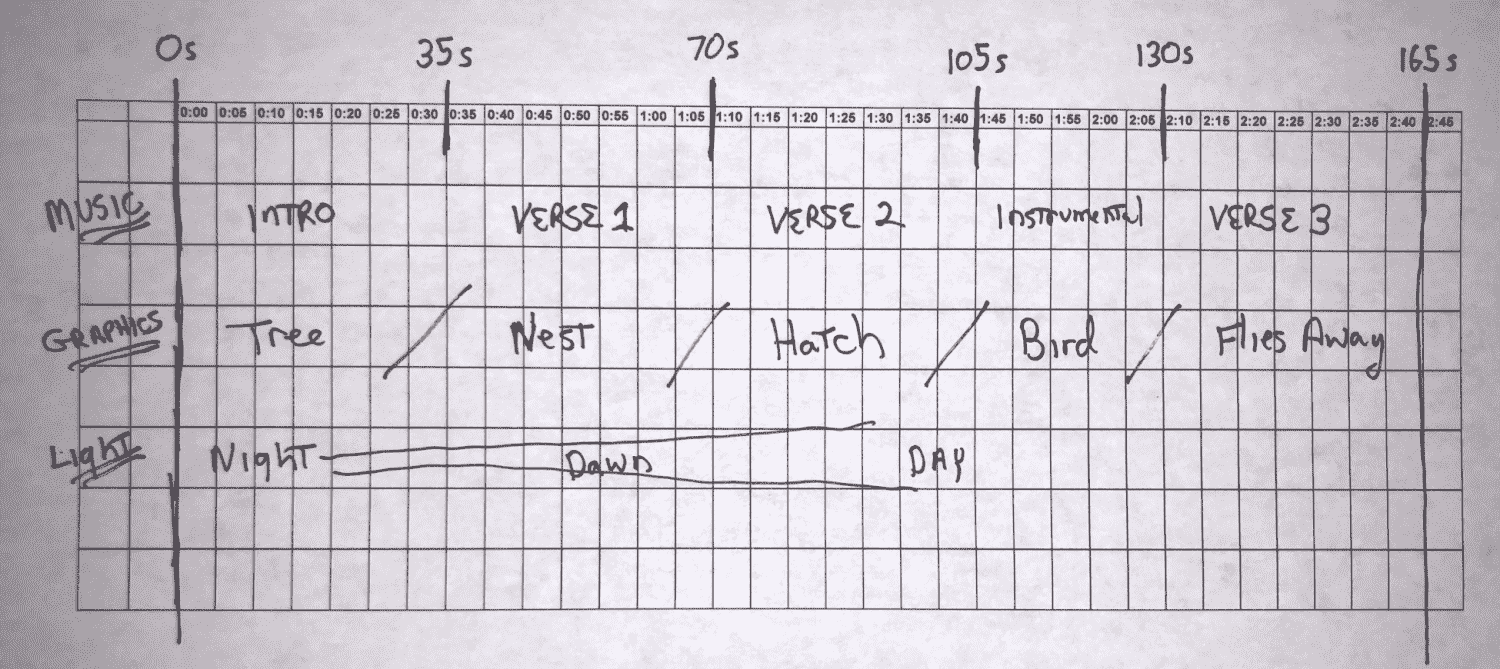 0s 35s 70s 105s 130s 165s
0:00 0:05 0:10 0:15 0:20 0:25 0:30 0:35 0:40 0:45 0:50 0:55 1:00 1:05 1:10 1:15 1:20 1:25 1:30 1:35 1:40 1:45 1:50 1:55 2:00 2:05 2:10 2:15 2:20 2:25 2:30 2:35 2:40 2:45
MUSIC INTRO VERSE 1 VERSE 2 Instrumental VERSE 3
GRAPHICS Tree Nest Hatch Bird Flies Away
Light Night Dawn DAY